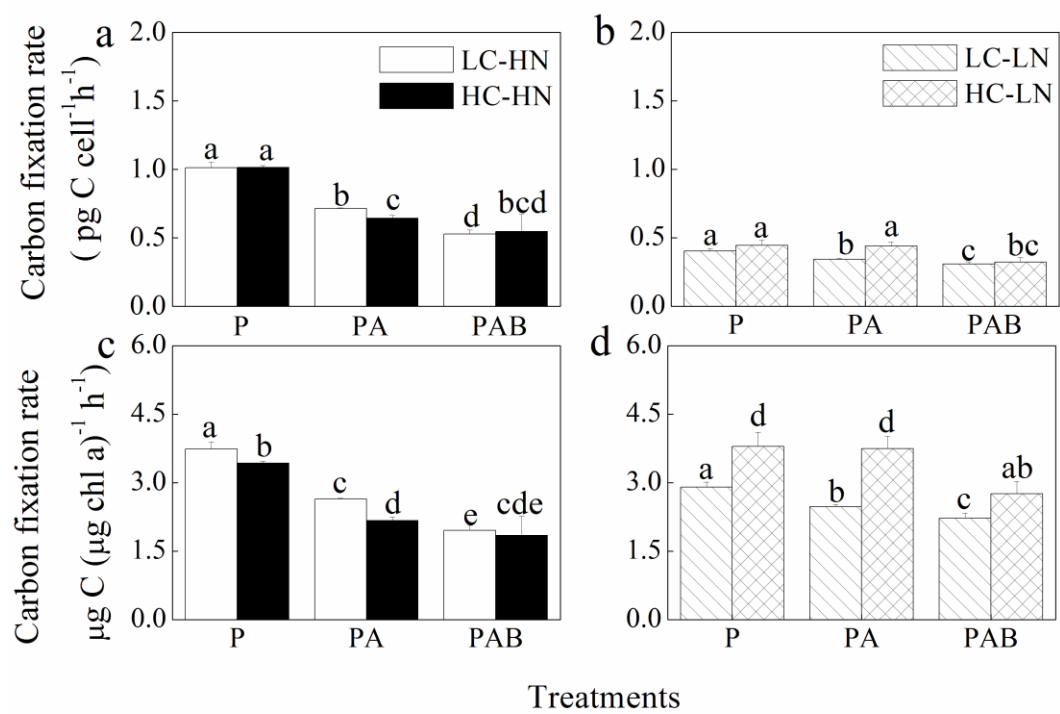 a
b
2.0
1.5
1.0
0.5
0.0
LC-HN
HC-HN
a a
b c
d bcd
P PA PAB
Carbon fixation rate
( pg C cell⁻¹h⁻¹)
2.0
1.5
1.0
0.5
0.0
LC-LN
HC-LN
a a
b a
c bc
P PA PAB
c
d
6.0
4.5
3.0
1.5
0.0
a b
c d
e cde
P PA PAB
Carbon fixation rate
μg C (μg chl a)⁻¹ h⁻¹)
6.0
4.5
3.0
1.5
0.0
a d
b d
c ab
P PA PAB
Treatments